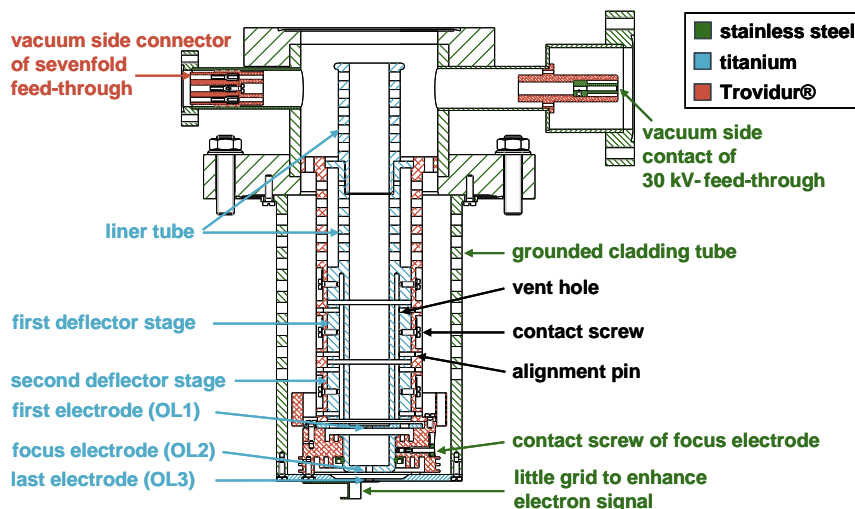 vacuum side connector
of sevenfold
feed-through
stainless steel
titanium
Trovidur®
vacuum side
contact of
30 kV-feed-through
liner tube
grounded cladding tube
vent hole
first deflector stage
contact screw
alignment pin
second deflector stage
first electrode (OL1)
focus electrode (OL2)
contact screw of focus electrode
last electrode (OL3)
little grid to enhance
electron signal